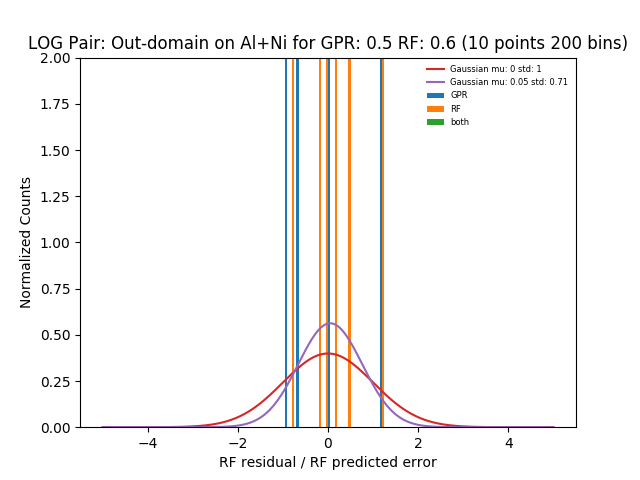 LOG Pair: Out-domain on Al+Ni for GPR: 0.5 RF: 0.6 (10 points 200 bins)
Normalized Counts
2.00
1.75
1.50
1.25
1.00
0.75
0.50
0.25
0.00
Gaussian mu: 0 std: 1
Gaussian mu: 0.05 std: 0.71
GPR
RF
both
−4 −2 0 2 4
RF residual / RF predicted error